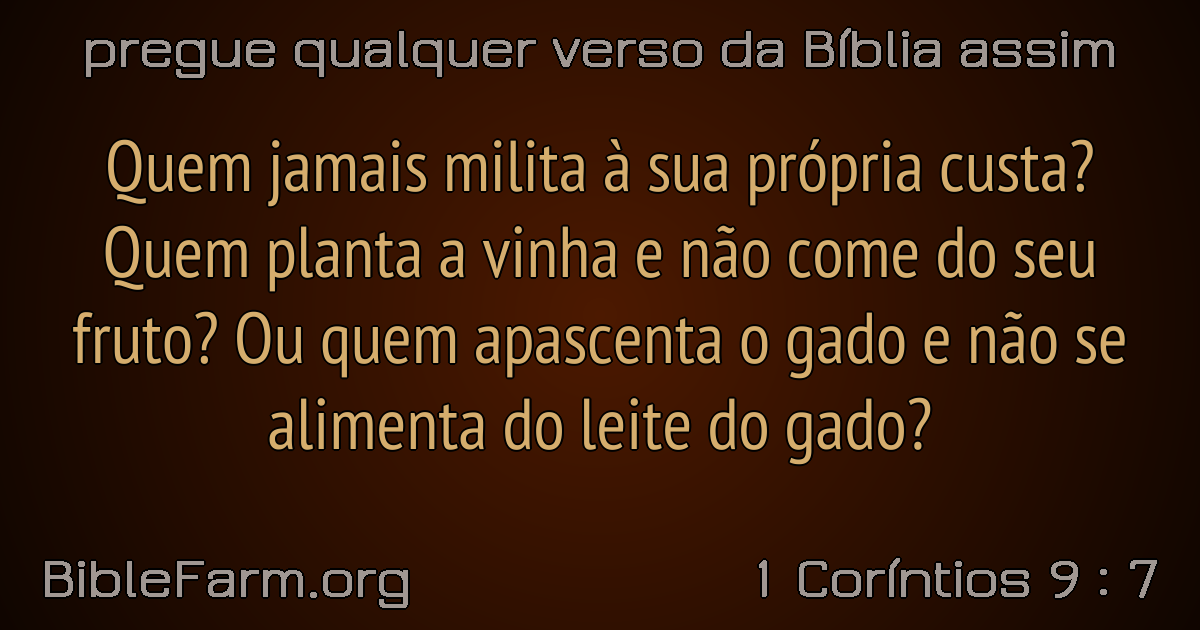 pregue qualquer verso da Bíblia assim
Quem jamais milita à sua própria custa?
Quem planta a vinha e não come do seu
fruto? Ou quem apascenta o gado e não se
alimenta do leite do gado?
BibleFarm.org
1 Coríntios 9 : 7